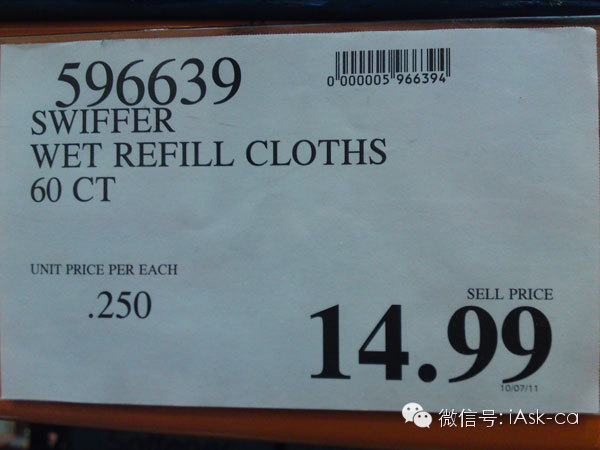 596639
0 000005 966394
SWIFFER
WET REFILL CLOTHS
60 CT
UNIT PRICE PER EACH
.250
SELL PRICE
14.99
10/07/11
微信号: iAsk-ca